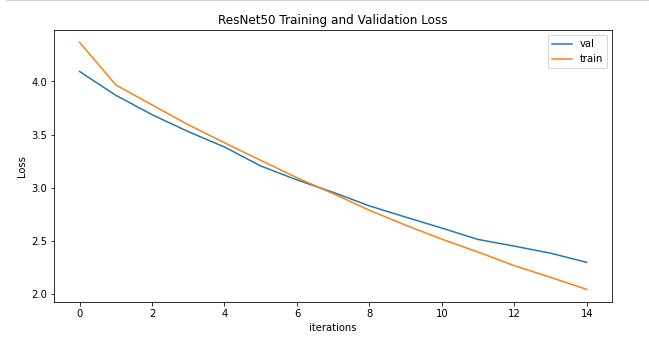 ResNet50 Training and Validation Loss
val
train
4.0
3.5
3.0
2.5
2.0
Loss
0 2 4 6 8 10 12 14
iterations